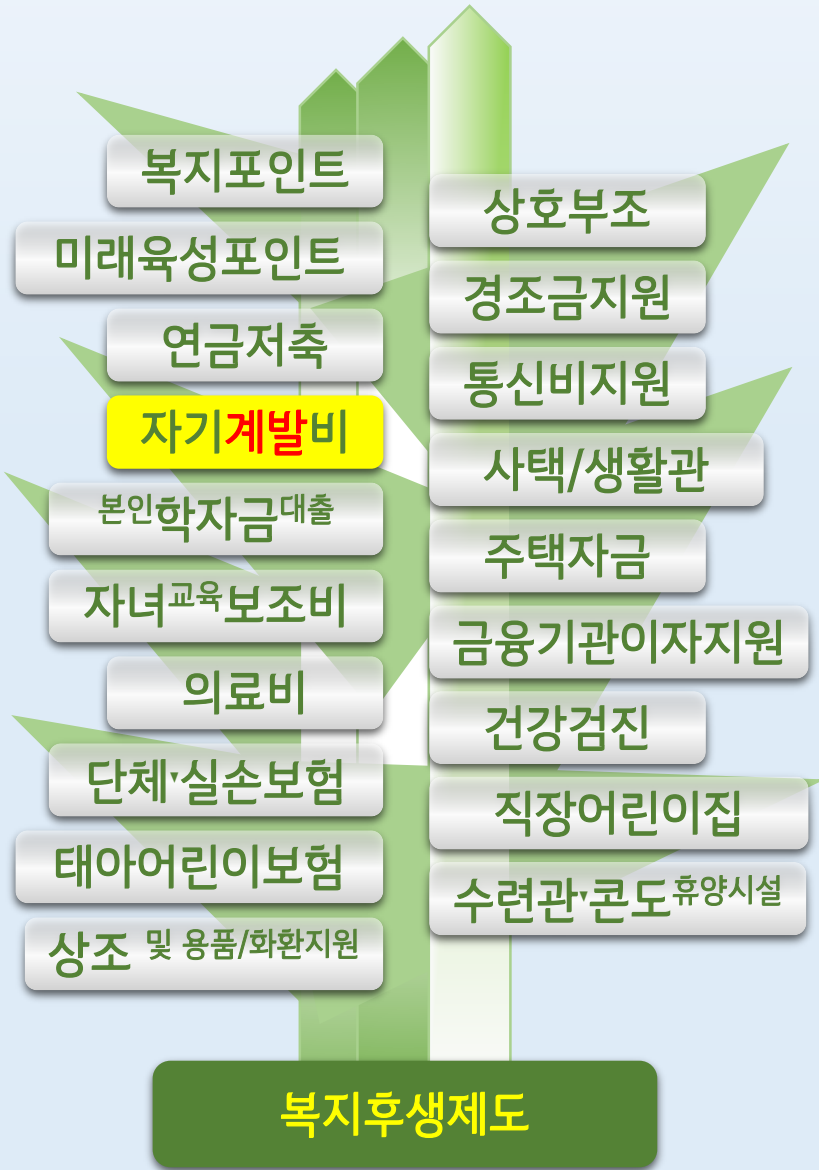 복지포인트
미래육성포인트
연금저축
자기계발비
본인학자금대출
자녀교육보조비
의료비
단체▾실손보험
태아어린이보험
상조 및 용품/화환지원
상호부조
경조금지원
통신비지원
사택/생활관
주택자금
금융기관이자지원
건강검진
직장어린이집
수련관▾콘도휴양시설
복지후생제도